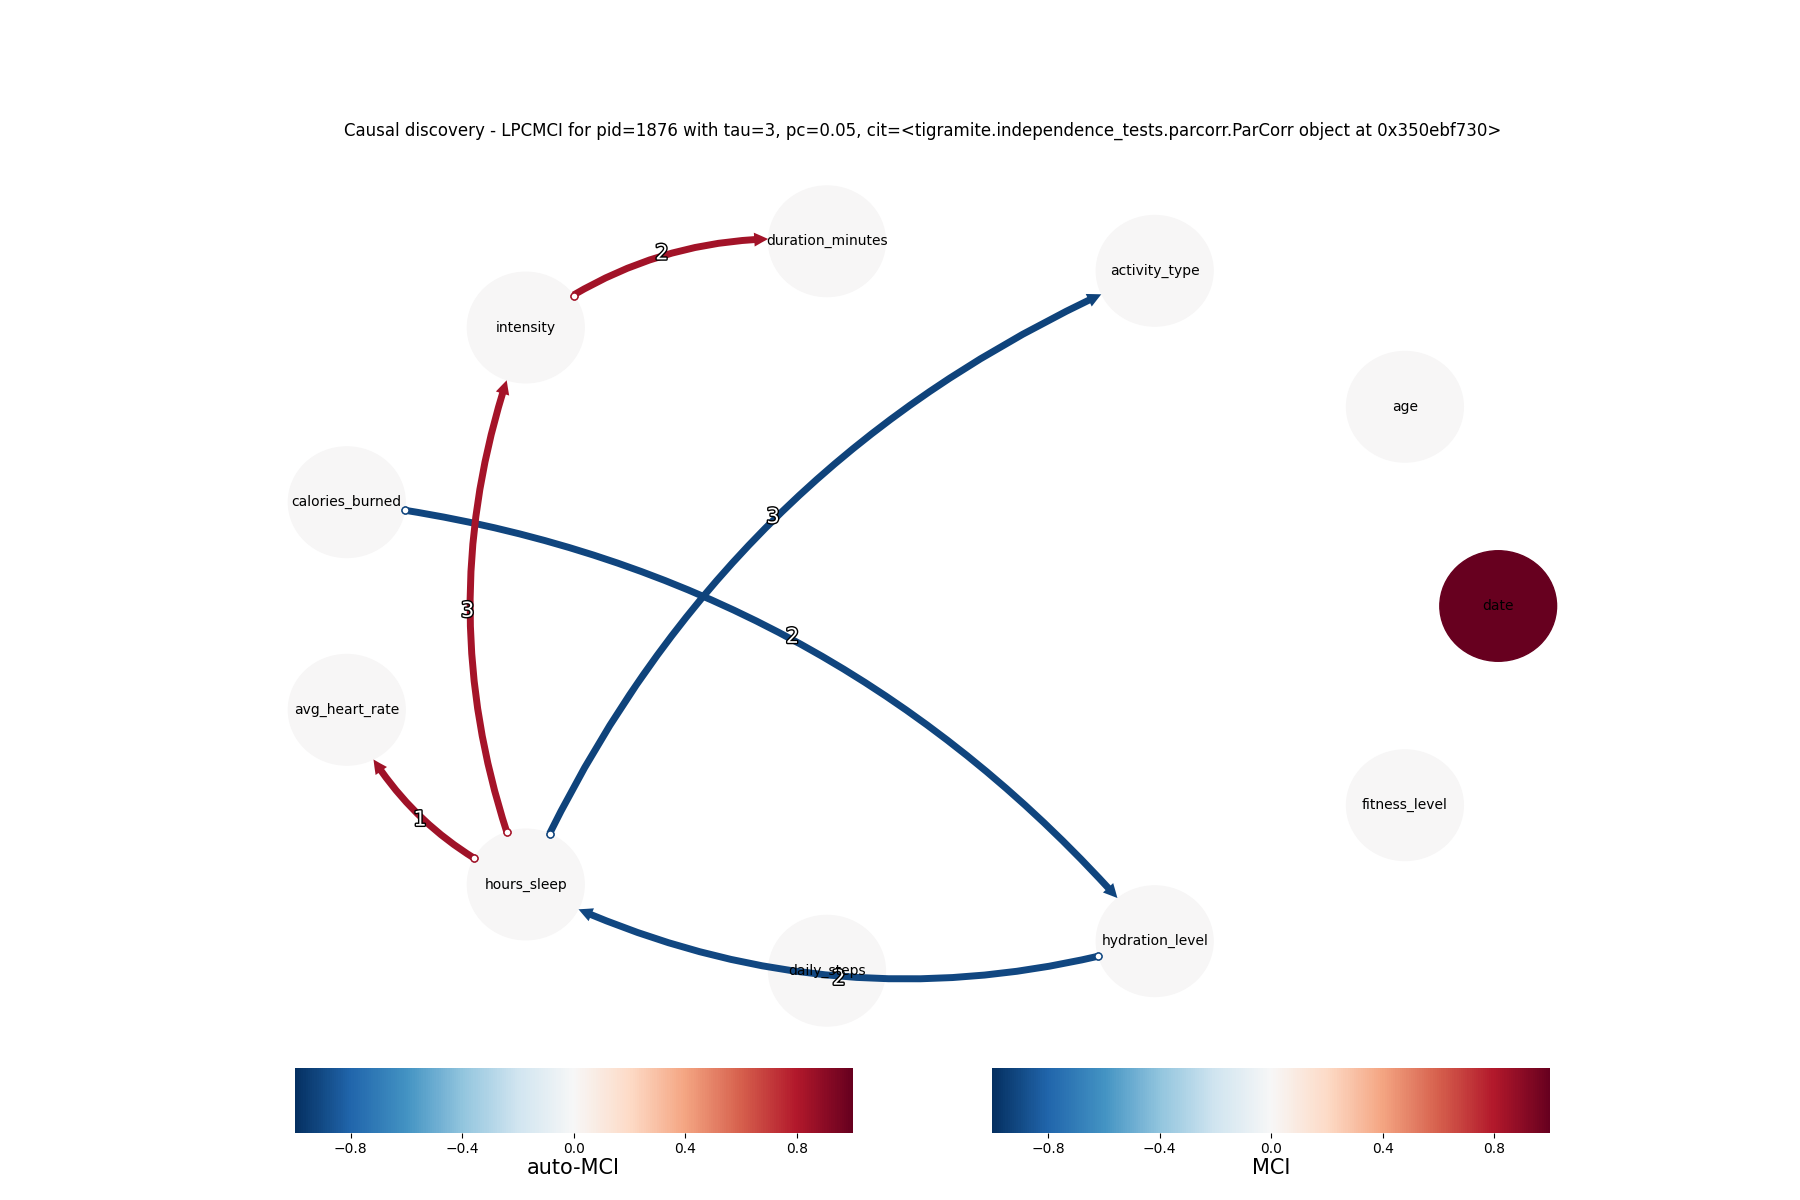 Causal discovery - LPCMCI for pid=1876 with tau=3, pc=0.05, cit=<tigramite.independence_tests.parcorr.ParCorr object at 0x350ebf730>
duration_minutes
2
activity_type
intensity
age
calories_burned
3
date
3
2
avg_heart_rate
fitness_level
1
hours_sleep
hydration_level
daily_steps
2
−0.8 −0.4 0.0 0.4 0.8
auto-MCI
−0.8 −0.4 0.0 0.4 0.8
MCI